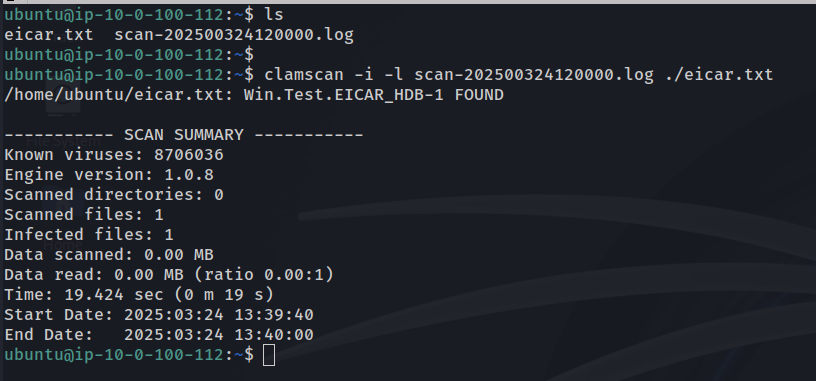 ubuntu@ip-10-0-100-112:~$ ls
eicar.txt  scan-202500324120000.log
ubuntu@ip-10-0-100-112:~$
ubuntu@ip-10-0-100-112:~$ clamscan -i -l scan-202500324120000.log ./eicar.txt
/home/ubuntu/eicar.txt: Win.Test.EICAR_HDB-1 FOUND

----------- SCAN SUMMARY -----------
Known viruses: 8706036
Engine version: 1.0.8
Scanned directories: 0
Scanned files: 1
Infected files: 1
Data scanned: 0.00 MB
Data read: 0.00 MB (ratio 0.00:1)
Time: 19.424 sec (0 m 19 s)
Start Date: 2025:03:24 13:39:40
End Date:   2025:03:24 13:40:00
ubuntu@ip-10-0-100-112:~$